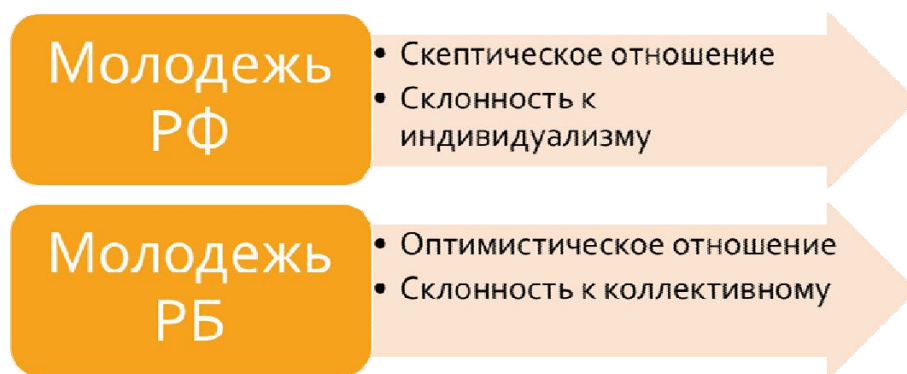 Молодежь
РФ
• Скептическое отношение
• Склонность к
индивидуализму
Молодежь
РБ
• Оптимистическое отношение
• Склонность к коллективному